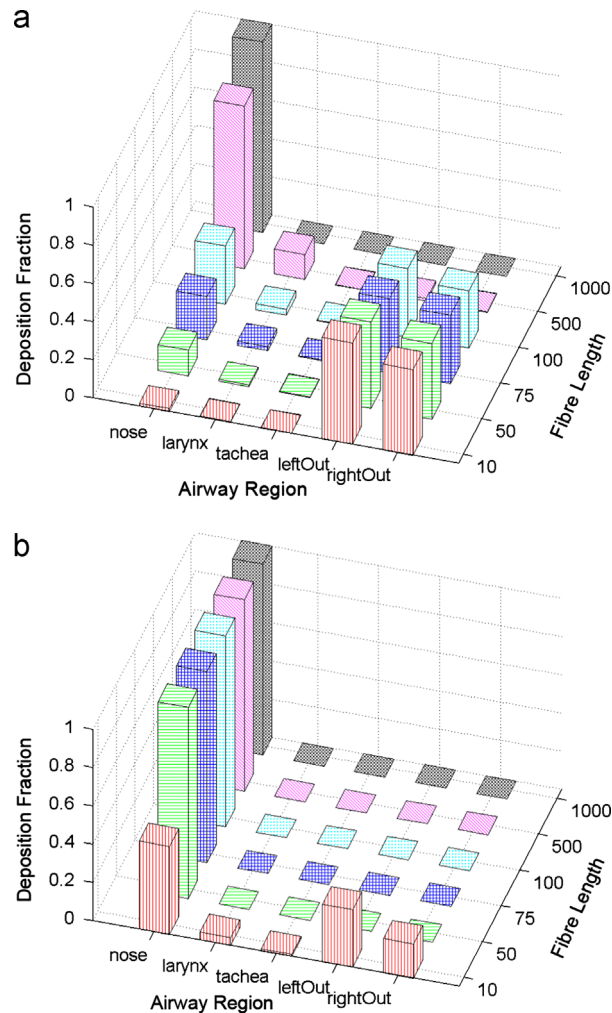 a
1
0.8
0.6
0.4
0.2
0
Deposition Fraction
nose
larynx
tachea
leftOut
rightOut
Airway Region
10
50
75
100
500
1000
Fibre Length
b
1
0.8
0.6
0.4
0.2
0
Deposition Fraction
nose
larynx
tachea
leftOut
rightOut
Airway Region
10
50
75
100
500
1000
Fibre Length